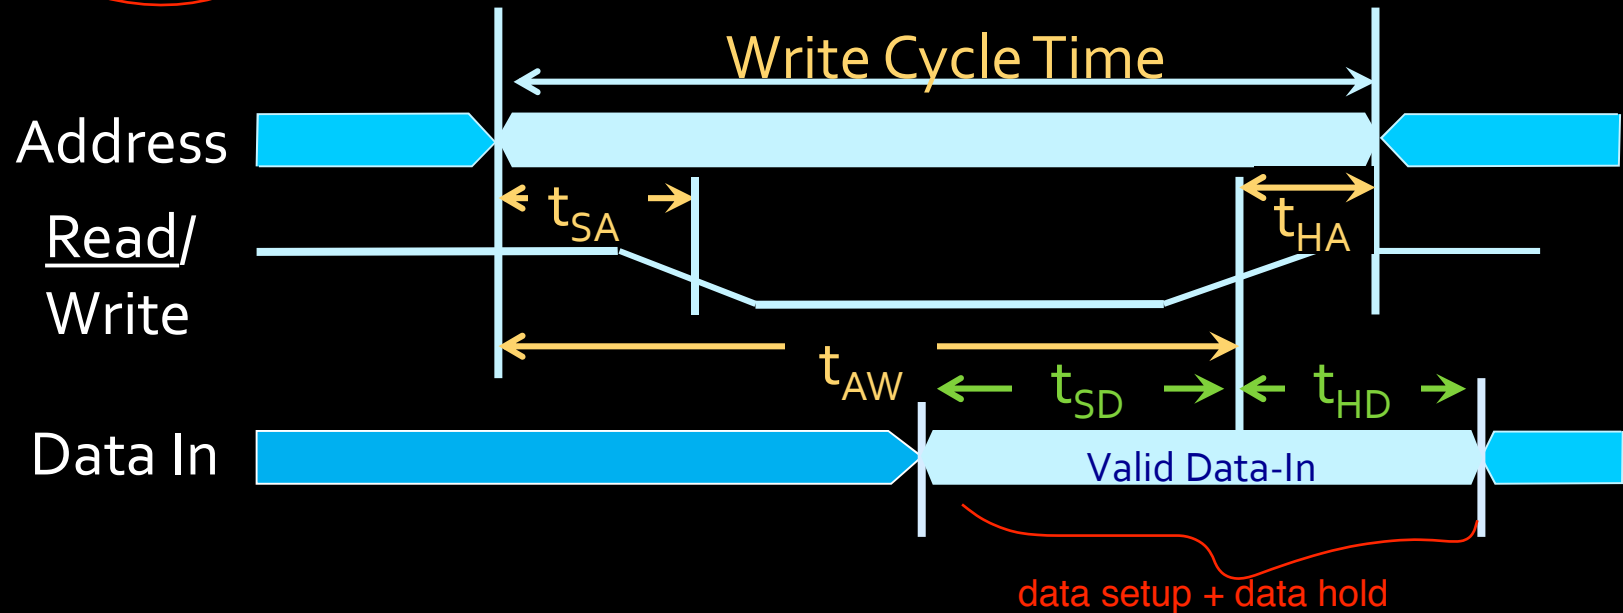 Write Cycle Time
Address
tSA
tHA
Read/
Write
tAW
tSD
tHD
Data In
Valid Data-In
data setup + data hold